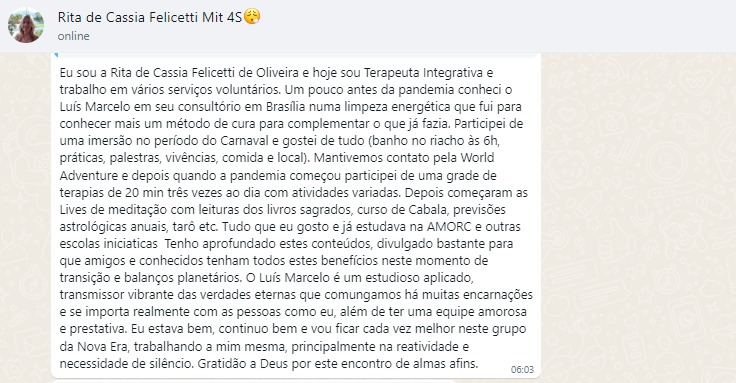 Rita de Cassia Felicetti Mit 4S😮‍💨
online
Eu sou a Rita de Cassia Felicetti de Oliveira e hoje sou Terapeuta Integrativa e
trabalho em vários serviços voluntários. Um pouco antes da pandemia conheci o
Luís Marcelo em seu consultório em Brasília numa limpeza energética que fui para
conhecer mais um método de cura para complementar o que já fazia. Participei de
uma imersão no período do Carnaval e gostei de tudo (banho no riacho às 6h,
práticas, palestras, vivências, comida e local). Mantivemos contato pela World
Adventure e depois quando a pandemia começou participei de uma grade de
terapias de 20 min três vezes ao dia com atividades variadas. Depois começaram as
Lives de meditação com leituras dos livros sagrados, curso de Cabala, previsões
astrológicas anuais, tarô etc. Tudo que eu gosto e já estudava na AMORC e outras
escolas iniciaticas  Tenho aprofundado estes conteúdos, divulgado bastante para
que amigos e conhecidos tenham todos estes benefícios neste momento de
transição e balanços planetários. O Luís Marcelo é um estudioso aplicado,
transmissor vibrante das verdades eternas que comungamos há muitas encarnações
e se importa realmente com as pessoas como eu, além de ter uma equipe amorosa
e prestativa. Eu estava bem, continuo bem e vou ficar cada vez melhor neste grupo
da Nova Era, trabalhando a mim mesma, principalmente na reatividade e
necessidade de silêncio. Gratidão a Deus por este encontro de almas afins.
06:03